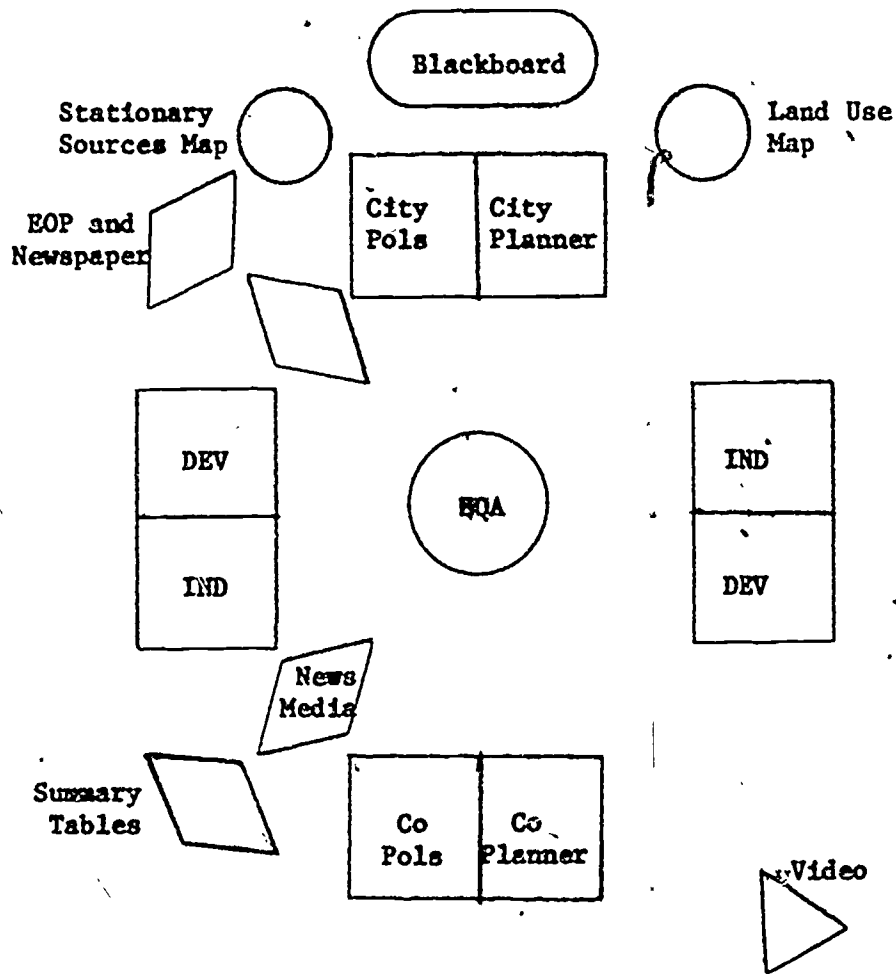 Blackboard
Stationary
Sources Map
Land Use
Map
EOP and
Newspaper
City
Pols
City
Planner
DEV
IND
EQA
IND
DEV
News
Media
Summary
Tables
Co
Pols
Co
Planner
Video